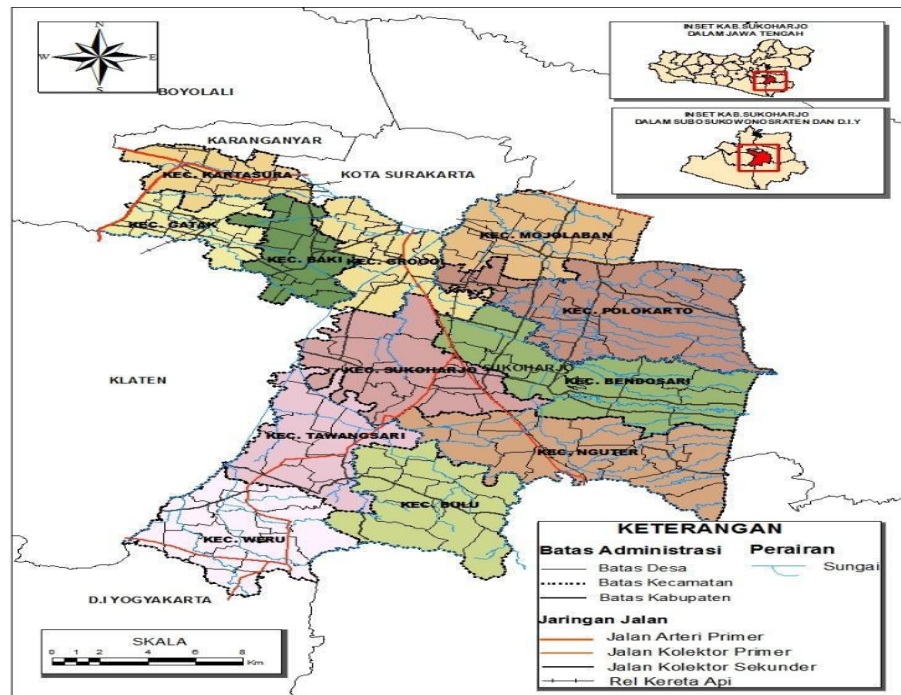 N
W
E
S
INSET KAB.SUKOHARJO
DALAM JAWA TENGAH
INSET KAB.SUKOHARJO
DALAM SUBOSUKOWONOSRATEN DAN D.I.Y
BOYOLALI
KARANGANYAR
KOTA SURAKARTA
KEC. KARTASURA
KEC. GATAK
KEC. BAKI
KEC. GROGOL
KEC. MOJOLABAN
KEC. POLOKARTO
KEC. SUKOHARJO
SUKOHARJO
KEC. BENDOSARI
KLATEN
KEC. TAWANGSARI
KEC. NGUTER
KEC. BULU
KEC. WERU
D.I YOGYAKARTA
SKALA
0 1 2 4 6 8
Km
KETERANGAN
Batas Administrasi
Batas Desa
Batas Kecamatan
Batas Kabupaten
Perairan
Sungai
Jaringan Jalan
Jalan Arteri Primer
Jalan Kolektor Primer
Jalan Kolektor Sekunder
Rel Kereta Api